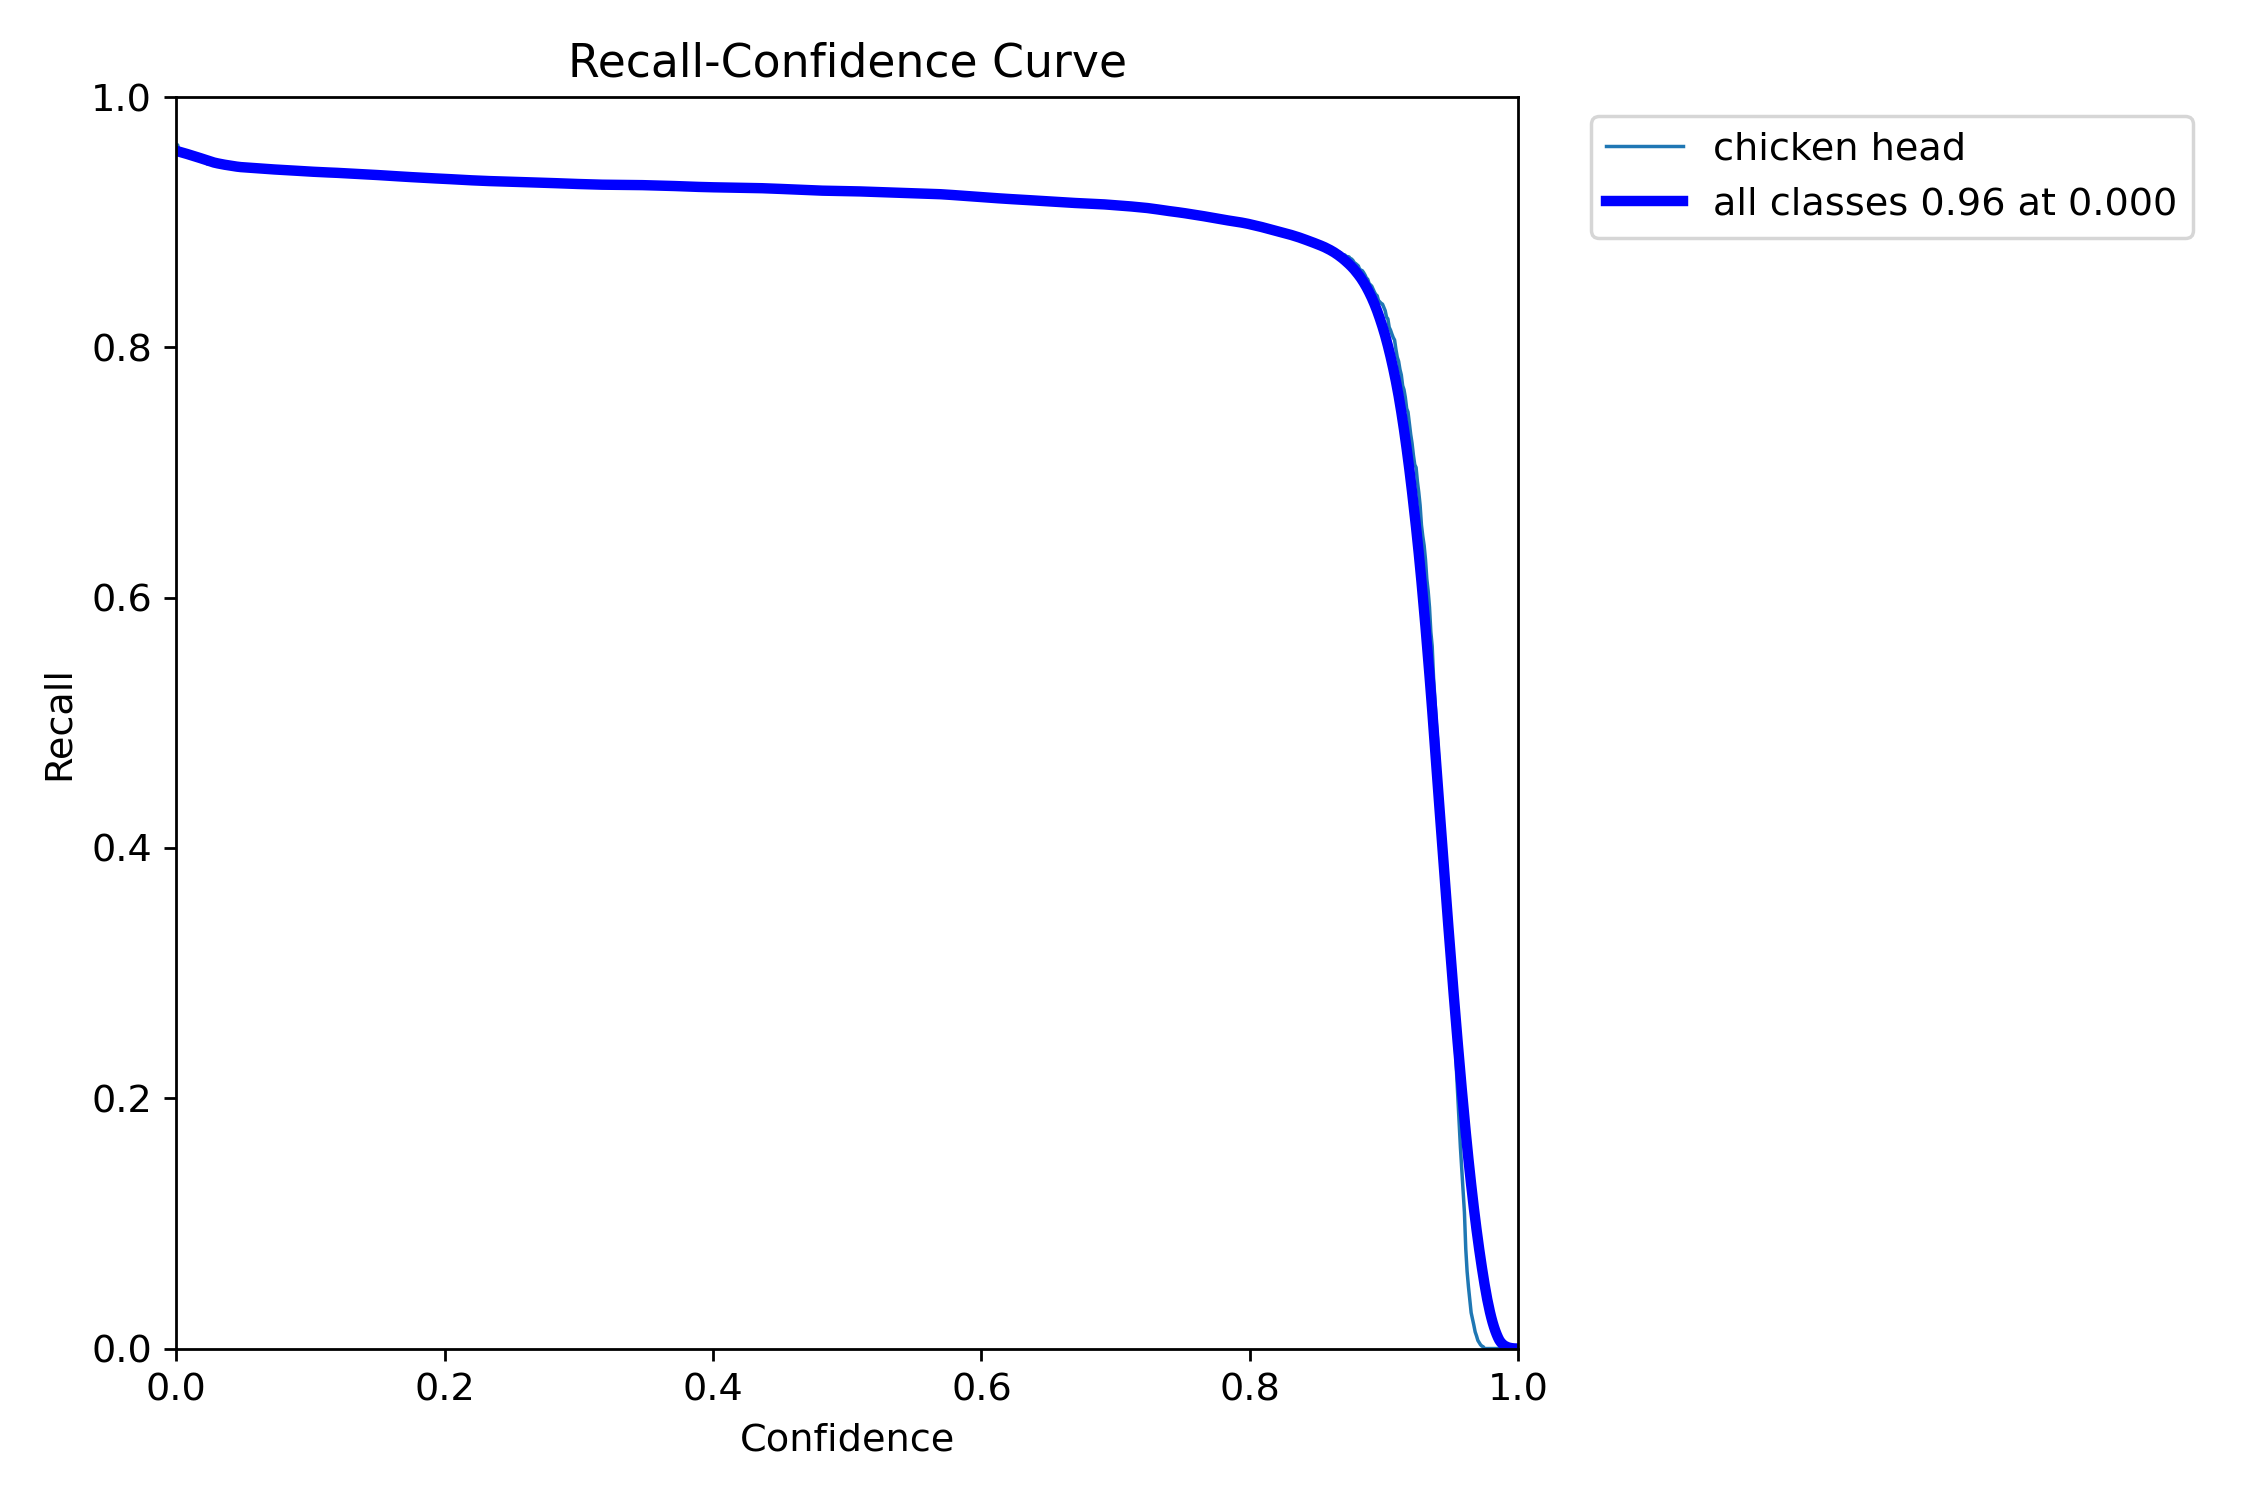 Recall-Confidence Curve
chicken head
all classes 0.96 at 0.000
Recall
1.0
0.8
0.6
0.4
0.2
0.0
0.0 0.2 0.4 0.6 0.8 1.0
Confidence